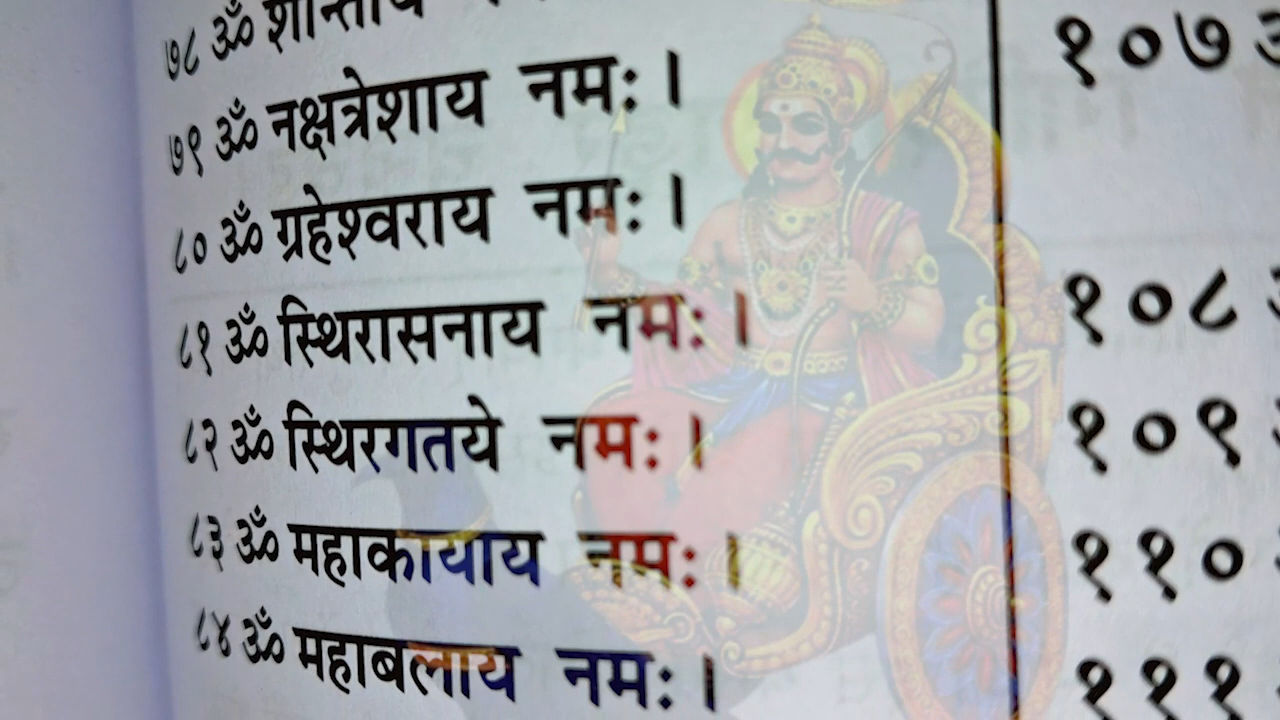 ७८ ॐ शान्ताय
७९ ॐ नक्षत्रेशाय नमः ।
८० ॐ ग्रहेश्वराय नमः ।
८१ ॐ स्थिरासनाय नमः ।
८२ ॐ स्थिरगतये नमः ।
८३ ॐ महाकायाय नमः ।
८४ ॐ महाबलाय नमः ।
१०७
१०८
१०९
११०
१११